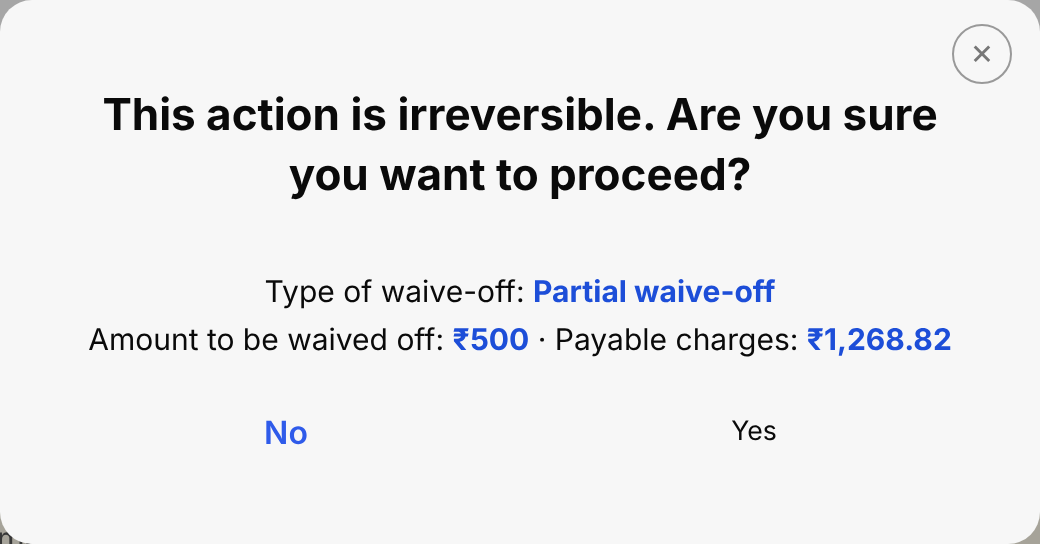 This action is irreversible. Are you sure
you want to proceed?
Type of waive-off: Partial waive-off
Amount to be waived off: ₹500 · Payable charges: ₹1,268.82
No
Yes